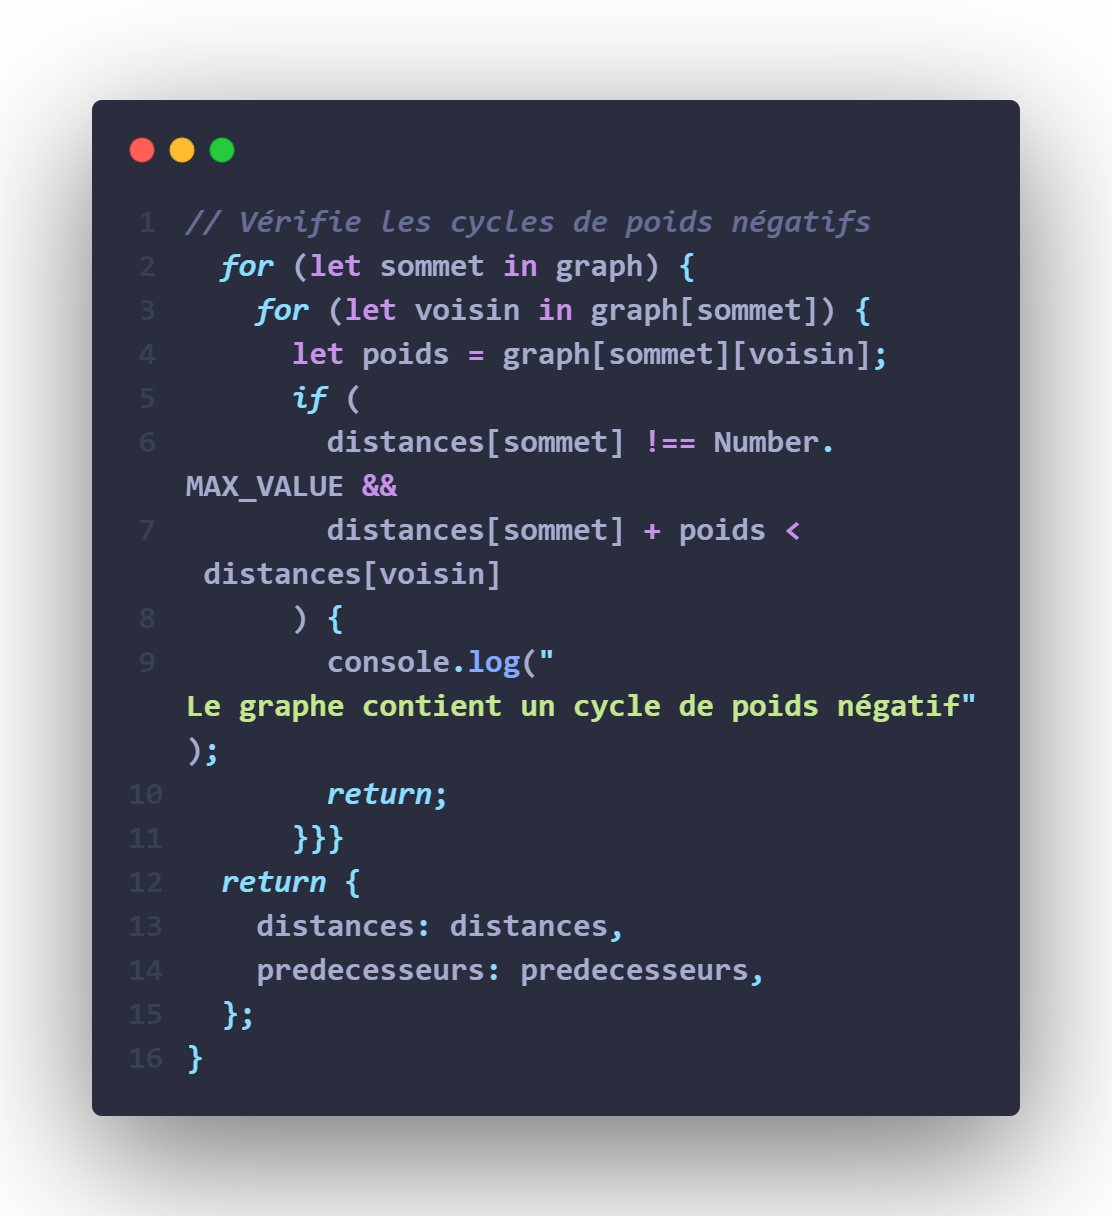 1 // Vérifie les cycles de poids négatifs
2   for (let sommet in graph) {
3     for (let voisin in graph[sommet]) {
4       let poids = graph[sommet][voisin];
5       if (
6         distances[sommet] !== Number.
MAX_VALUE &&
7         distances[sommet] + poids <
 distances[voisin]
8       ) {
9         console.log("
Le graphe contient un cycle de poids négatif"
);
10         return;
11       }}}
12   return {
13     distances: distances,
14     predecesseurs: predecesseurs,
15   };
16 }